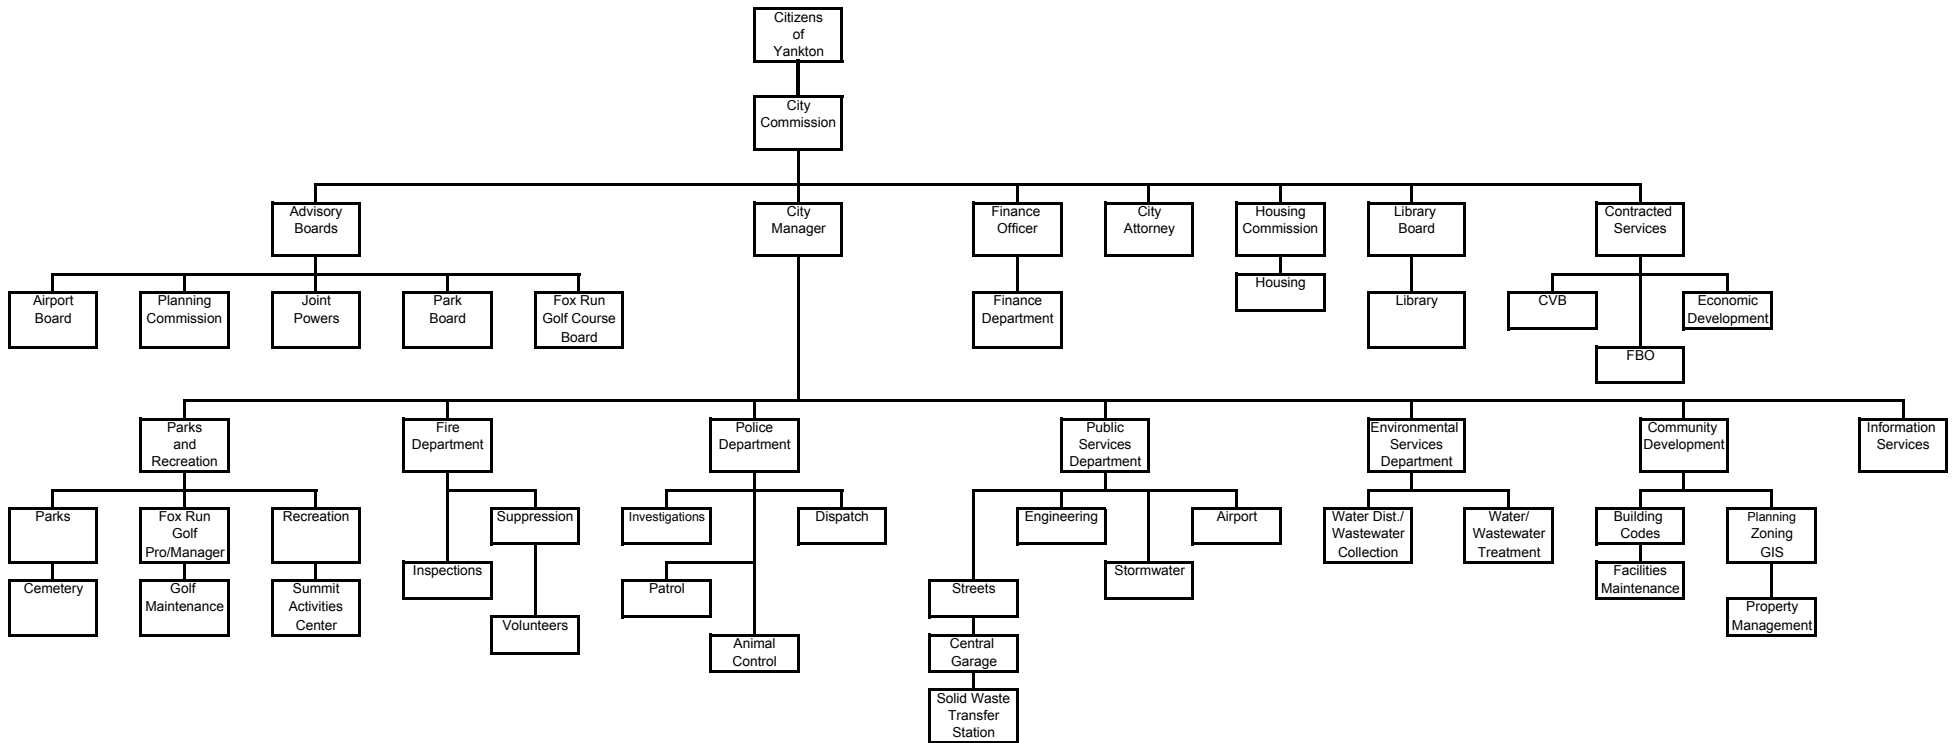 Citizens
of
Yankton
City
Commission
Advisory
Boards
City
Manager
Finance
Officer
City
Attorney
Housing
Commission
Library
Board
Contracted
Services
Airport
Board
Planning
Commission
Joint
Powers
Park
Board
Fox Run
Golf Course
Board
Finance
Department
Housing
Library
CVB
Economic
Development
FBO
Parks
and
Recreation
Fire
Department
Police
Department
Public
Services
Department
Environmental
Services
Department
Community
Development
Information
Services
Parks
Fox Run
Golf
Pro/Manager
Recreation
Suppression
Investigations
Dispatch
Engineering
Airport
Water Dist./
Wastewater
Collection
Water/
Wastewater
Treatment
Building
Codes
Planning
Zoning
GIS
Cemetery
Golf
Maintenance
Summit
Activities
Center
Inspections
Volunteers
Patrol
Animal
Control
Streets
Stormwater
Central
Garage
Solid Waste
Transfer
Station
Facilities
Maintenance
Property
Management